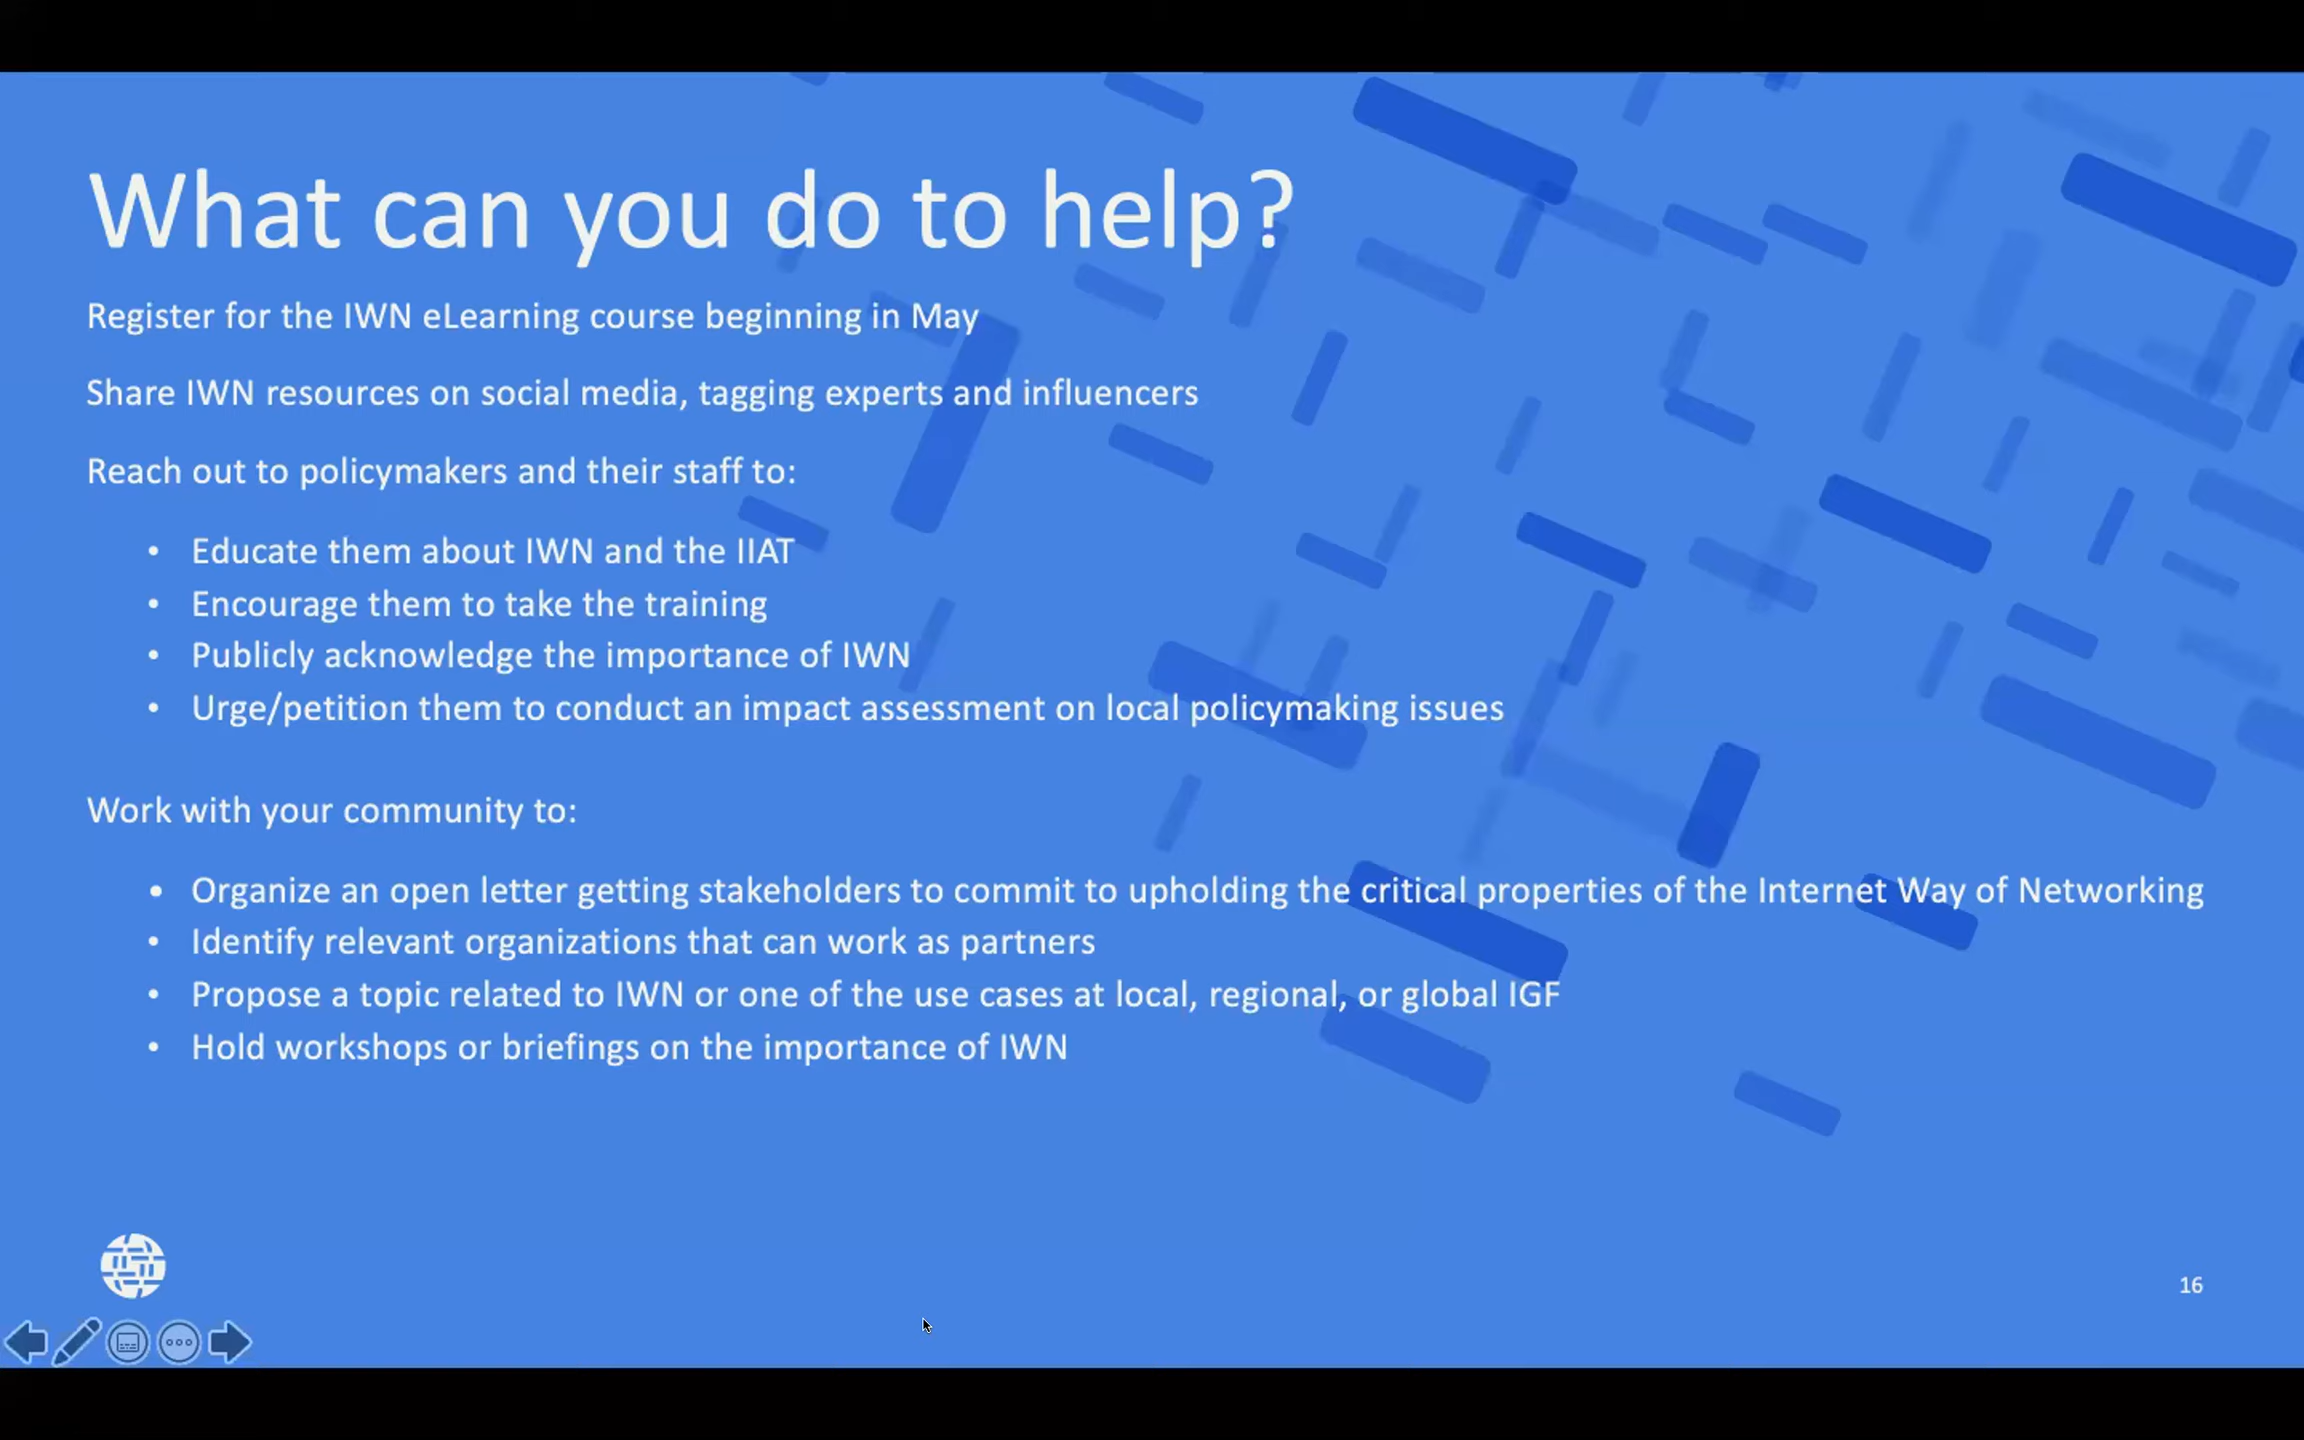 What can you do to help?
Register for the IWN eLearning course beginning in May
Share IWN resources on social media, tagging experts and influencers
Reach out to policymakers and their staff to:
• Educate them about IWN and the IIAT
• Encourage them to take the training
• Publicly acknowledge the importance of IWN
• Urge/petition them to conduct an impact assessment on local policymaking issues
Work with your community to:
• Organize an open letter getting stakeholders to commit to upholding the critical properties of the Internet Way of Networking
• Identify relevant organizations that can work as partners
• Propose a topic related to IWN or one of the use cases at local, regional, or global IGF
• Hold workshops or briefings on the importance of IWN
16